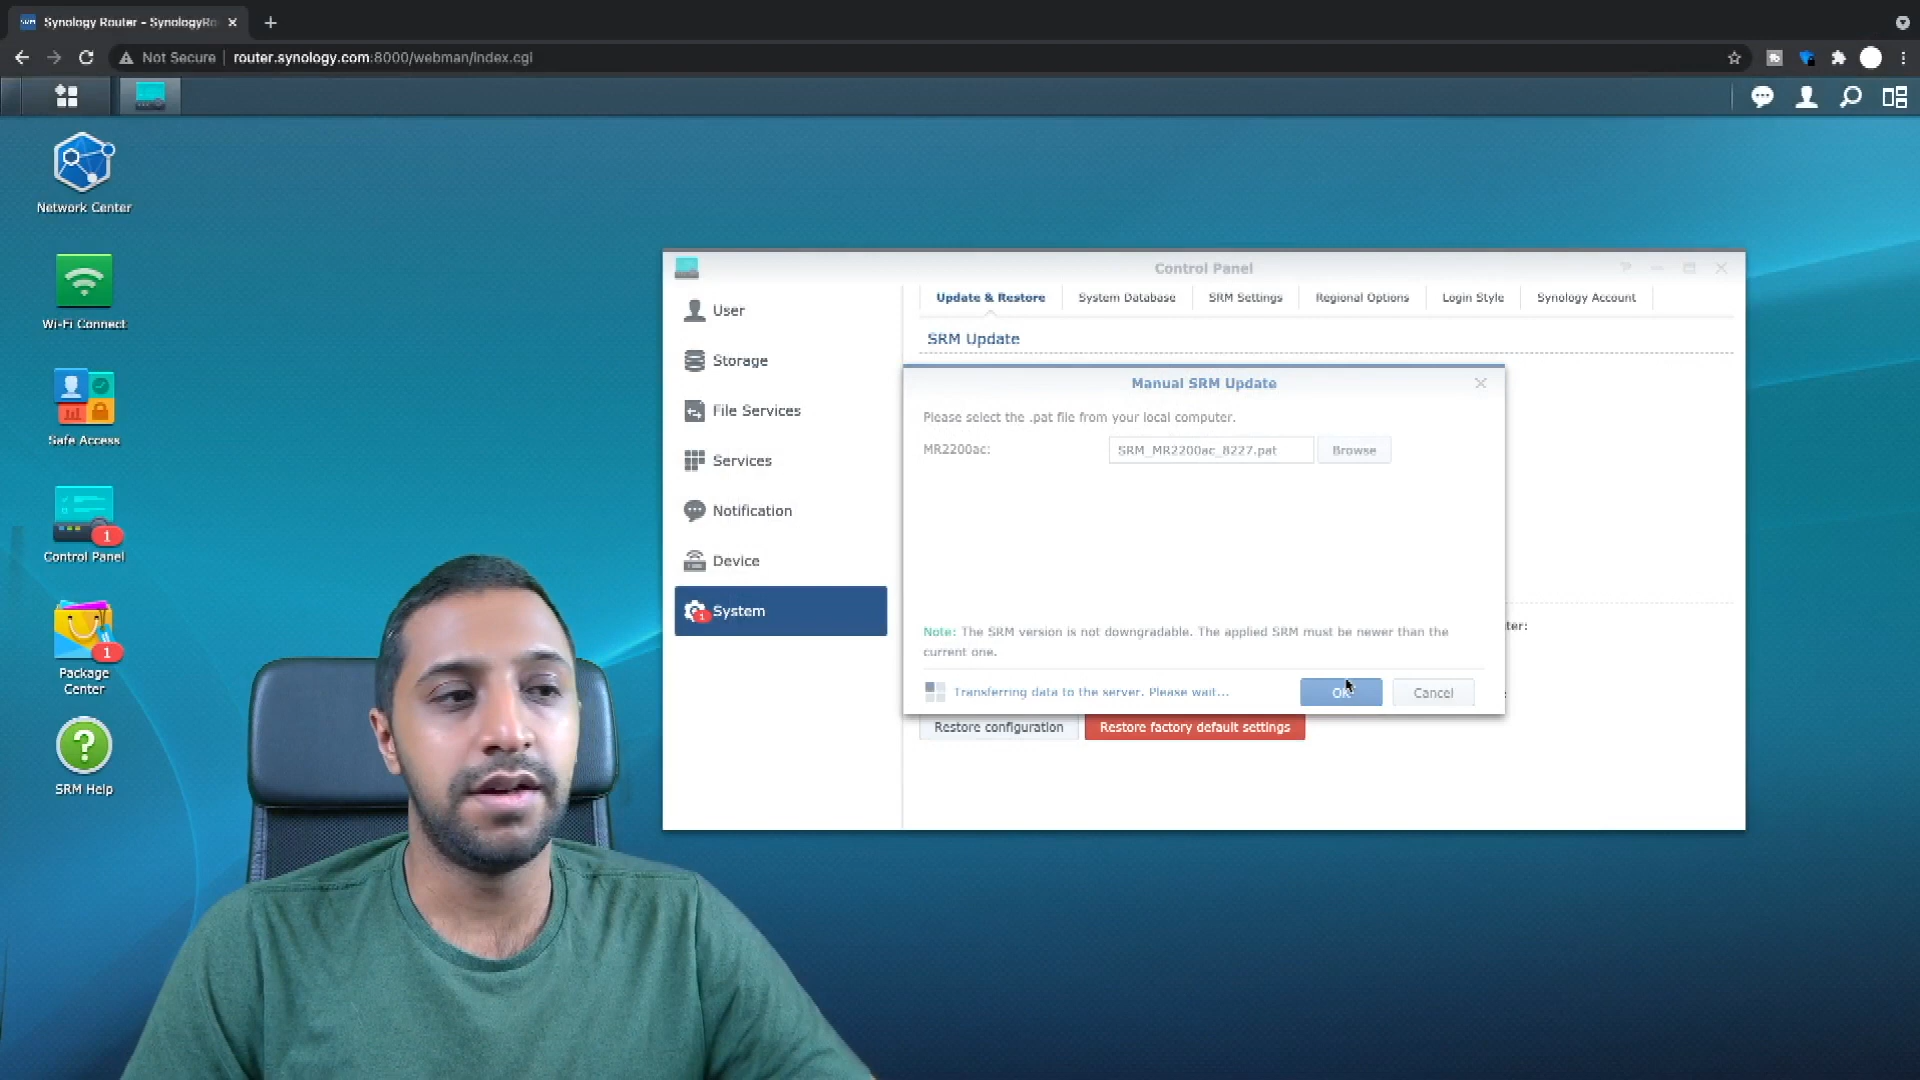 Synology Router - SynologyRo
Not Secure
router.synology.com:8000/webman/index.cgi
Network Center
Wi-Fi Connect
Safe Access
1
Control Panel
1
Package
Center
?
SRM Help
Control Panel
User
Storage
File Services
Services
Notification
Device
1
System
Update & Restore
System Database
SRM Settings
Regional Options
Login Style
Synology Account
SRM Update
Manual SRM Update
Please select the .pat file from your local computer.
MR2200ac:
SRM_MR2200ac_8227.pat
Browse
Note: The SRM version is not downgradable. The applied SRM must be newer than the
current one.
Transferring data to the server. Please wait...
OK
Cancel
ter:
Restore configuration
Restore factory default settings